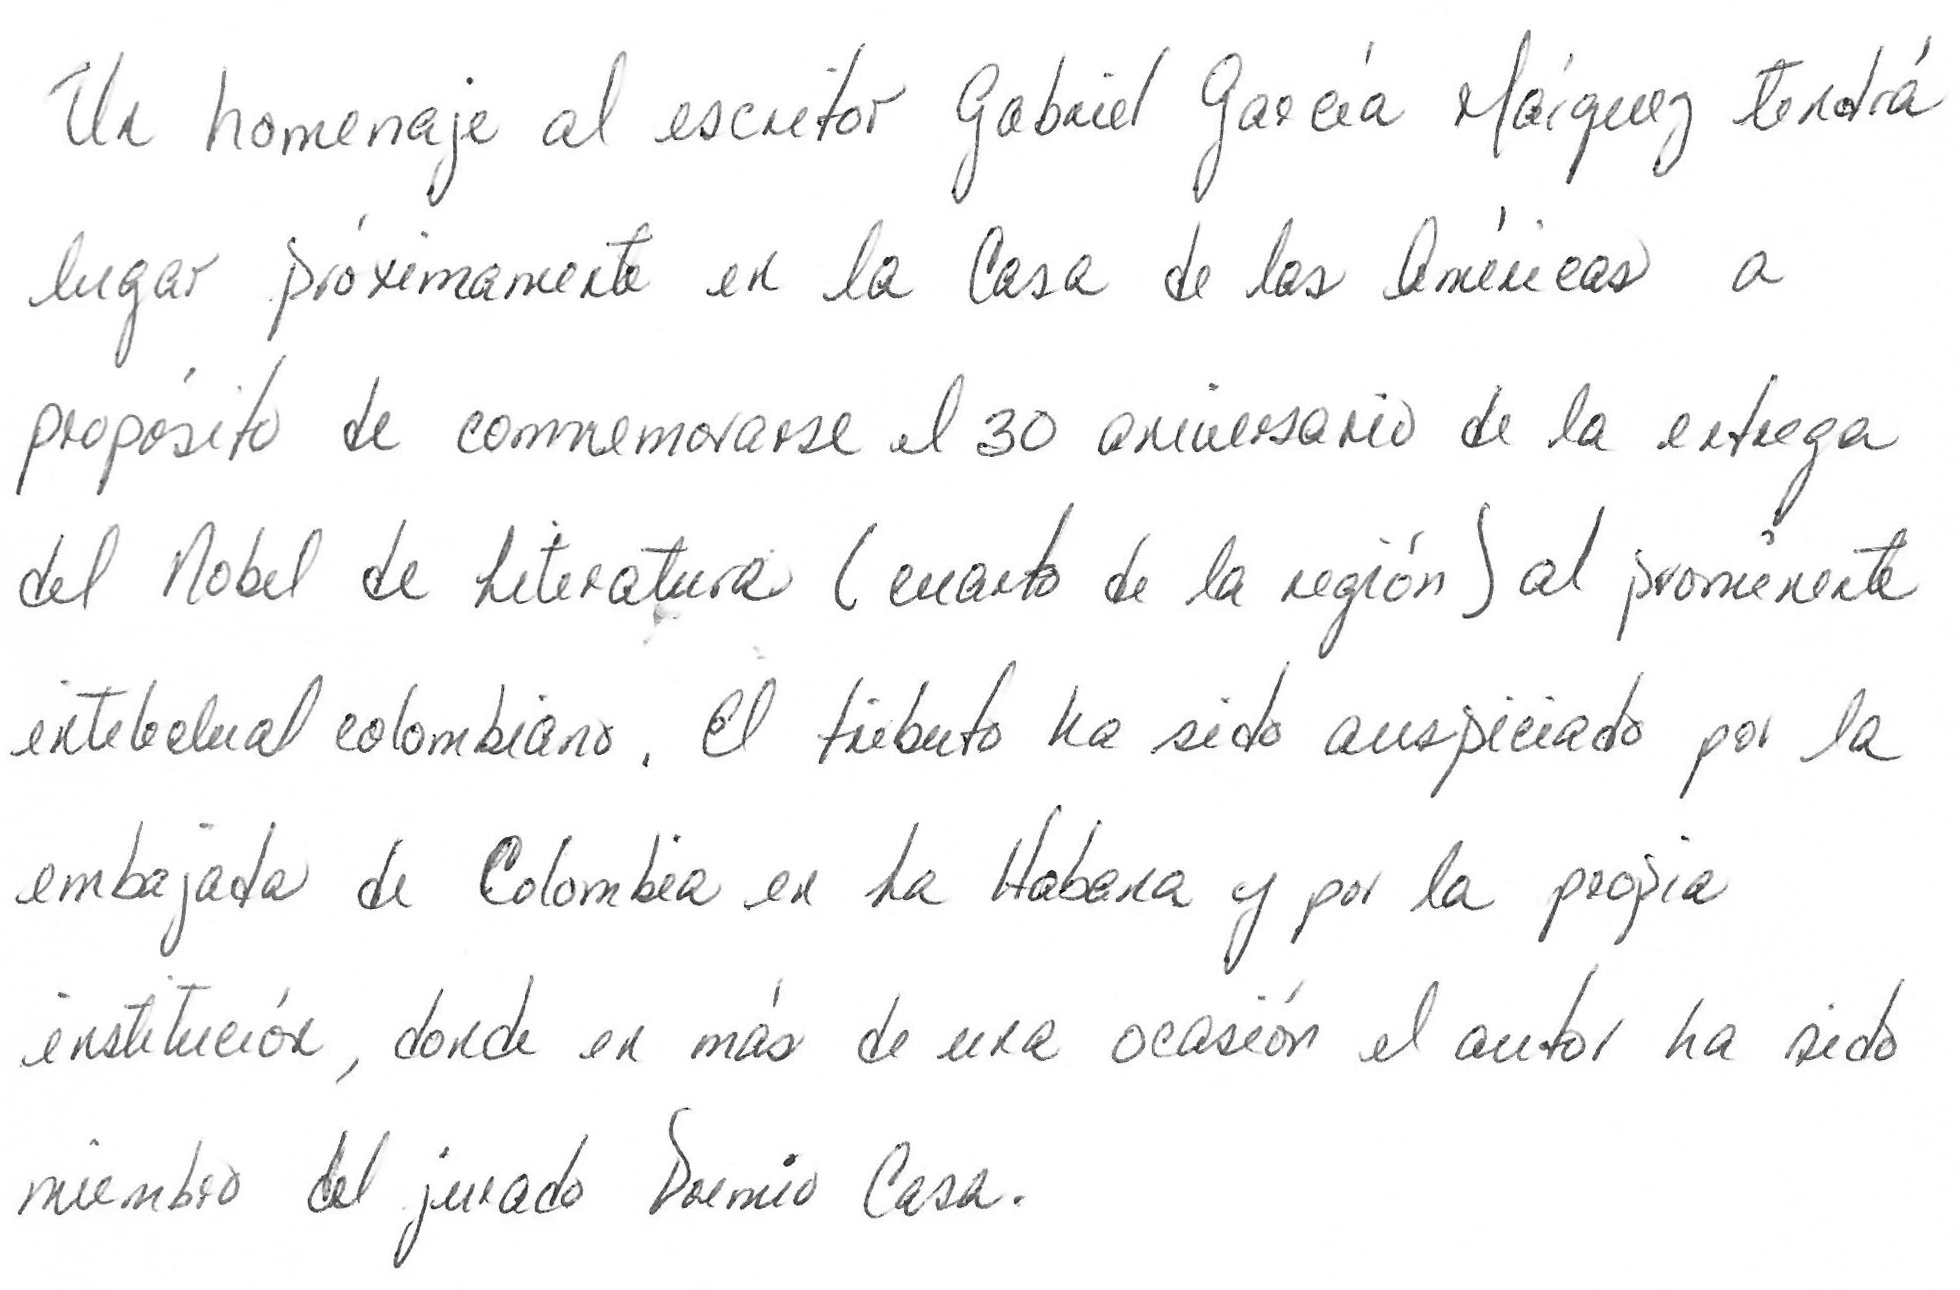 Un homenaje al escritor Gabriel García Márquez tendrá
lugar próximamente en la Casa de las Américas a
propósito de conmemorarse el 30 aniversario de la entrega
del Nobel de Literatura (cuarto de la región) al prominente
intelectual colombiano. El tributo ha sido auspiciado por la
embajada de Colombia en La Habana y por la propia
institución, donde en más de una ocasión el autor ha sido
miembro del jurado Premio Casa.